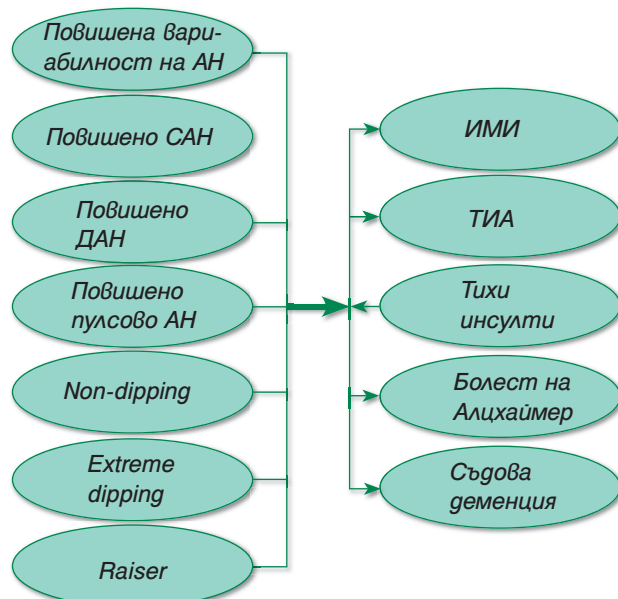 Повишена вари-
абилност на АН
Повишено САН
Повишено
ДАН
Повишено
пулсово АН
Non-dipping
Extreme
dipping
Raiser
ИМИ
ТИА
Тихи
инсулти
Болест на
Алцхаймер
Съдова
деменция